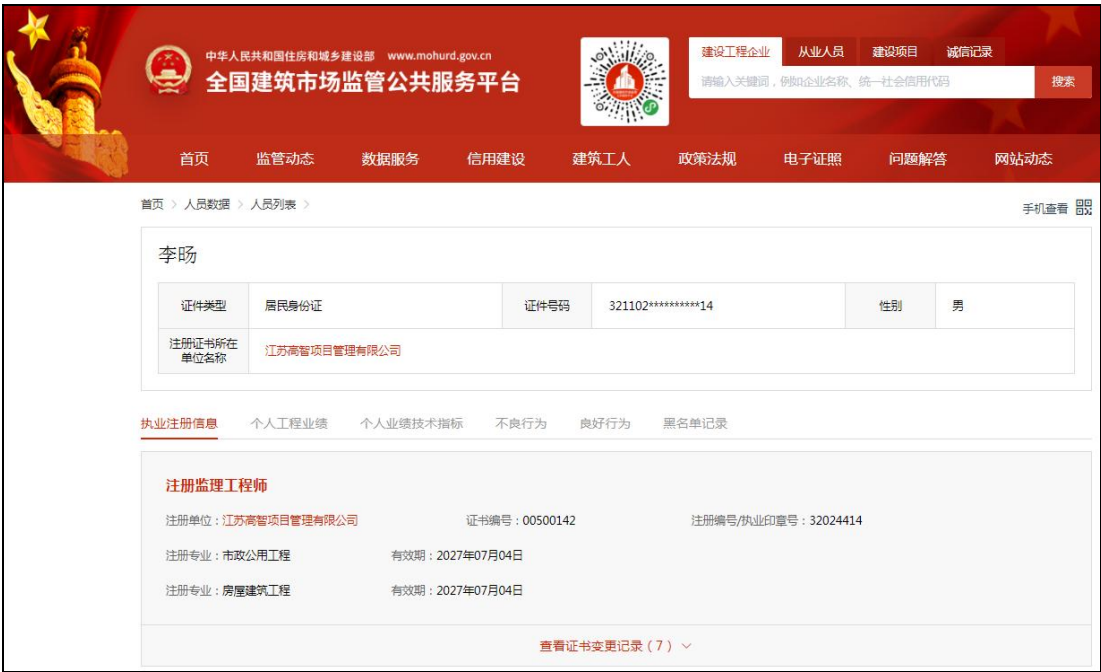 中华人民共和国住房和城乡建设部 www.mohurd.gov.cn
全国建筑市场监管公共服务平台
建设工程企业 从业人员 建设项目 诚信记录
请输入关键词，例如企业名称、统一社会信用代码 搜索
首页 监管动态 数据服务 信用建设 建筑工人 政策法规 电子证照 问题解答 网站动态
首页 > 人员数据 > 人员列表 >
手机查看
李旸
证件类型 居民身份证 证件号码 321102**********14 性别 男
注册证书所在
单位名称
江苏高智项目管理有限公司
执业注册信息 个人工程业绩 个人业绩技术指标 不良行为 良好行为 黑名单记录
注册监理工程师
注册单位：江苏高智项目管理有限公司 证书编号：00500142 注册编号/执业印章号：32024414
注册专业：市政公用工程 有效期：2027年07月04日
注册专业：房屋建筑工程 有效期：2027年07月04日
查看证书变更记录（7）